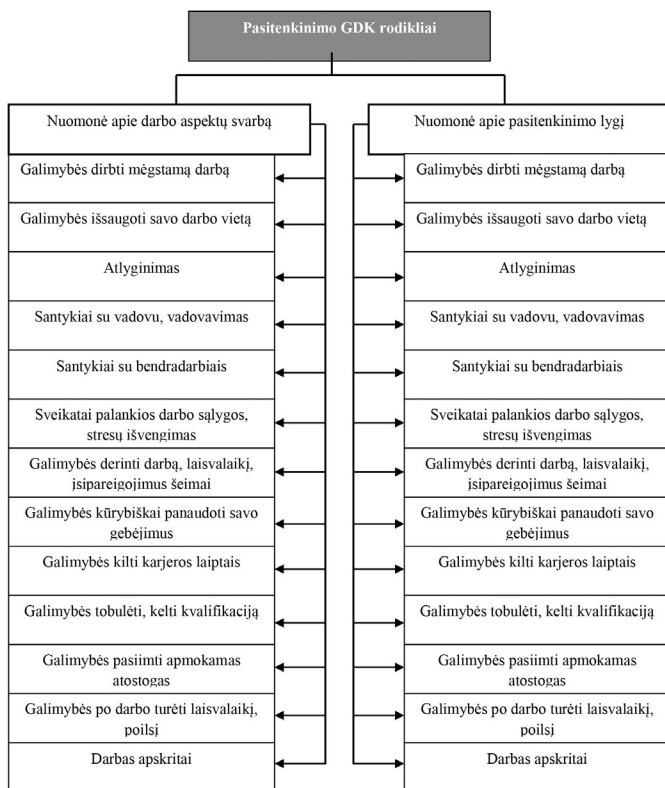 Pasitenkinimo GDK rodikliai
Nuomonė apie darbo aspektų svarbą
Galimybės dirbti mėgstamą darbą
Galimybės išsaugoti savo darbo vietą
Atlyginimas
Santykiai su vadovu, vadovavimas
Santykiai su bendradarbiais
Sveikatai palankios darbo sąlygos,
stresų išvengimas
Galimybės derinti darbą, laisvalaikį,
įsipareigojimus šeimai
Galimybės kūrybiškai panaudoti savo
gebėjimus
Galimybės kilti karjeros laiptais
Galimybės tobulėti, kelti kvalifikaciją
Galimybės pasiimti apmokamas
atostogas
Galimybės po darbo turėti laisvalaikį,
poilsį
Darbas apskritai
Nuomonė apie pasitenkinimo lygį
Galimybės dirbti mėgstamą darbą
Galimybės išsaugoti savo darbo vietą
Atlyginimas
Santykiai su vadovu, vadovavimas
Santykiai su bendradarbiais
Sveikatai palankios darbo sąlygos,
stresų išvengimas
Galimybės derinti darbą, laisvalaikį,
įsipareigojimus šeimai
Galimybės kūrybiškai panaudoti savo
gebėjimus
Galimybės kilti karjeros laiptais
Galimybės tobulėti, kelti kvalifikaciją
Galimybės pasiimti apmokamas
atostogas
Galimybės po darbo turėti laisvalaikį,
poilsį
Darbas apskritai